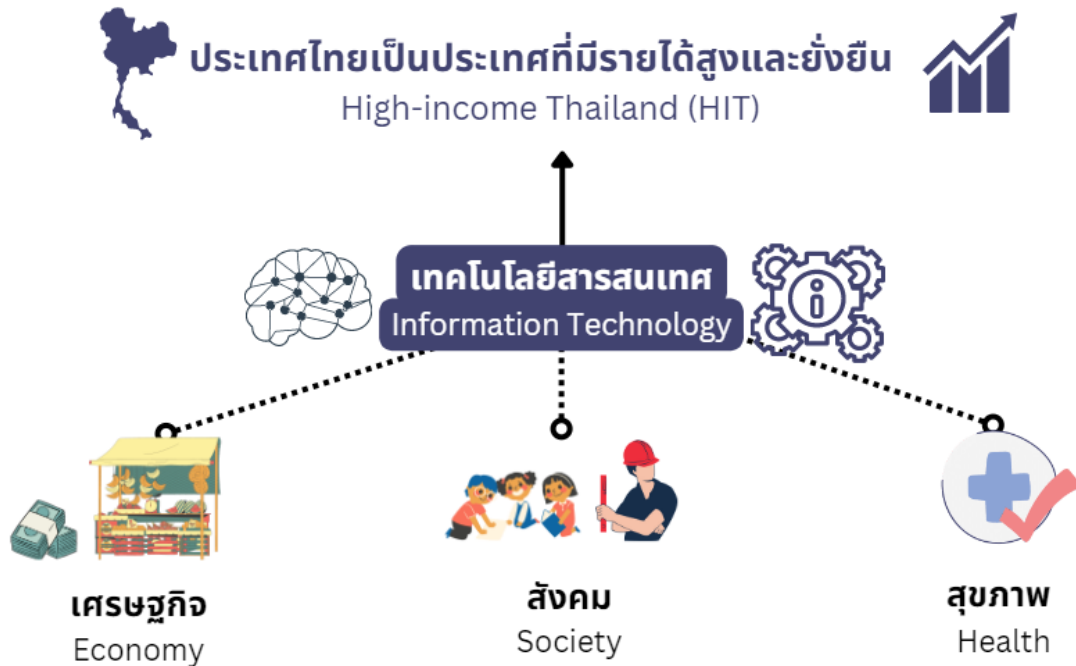 ประเทศไทยเป็นประเทศที่มีรายได้สูงและยั่งยืน
High-income Thailand (HIT)
เทคโนโลยีสารสนเทศ
Information Technology
เศรษฐกิจ
Economy
สังคม
Society
สุขภาพ
Health